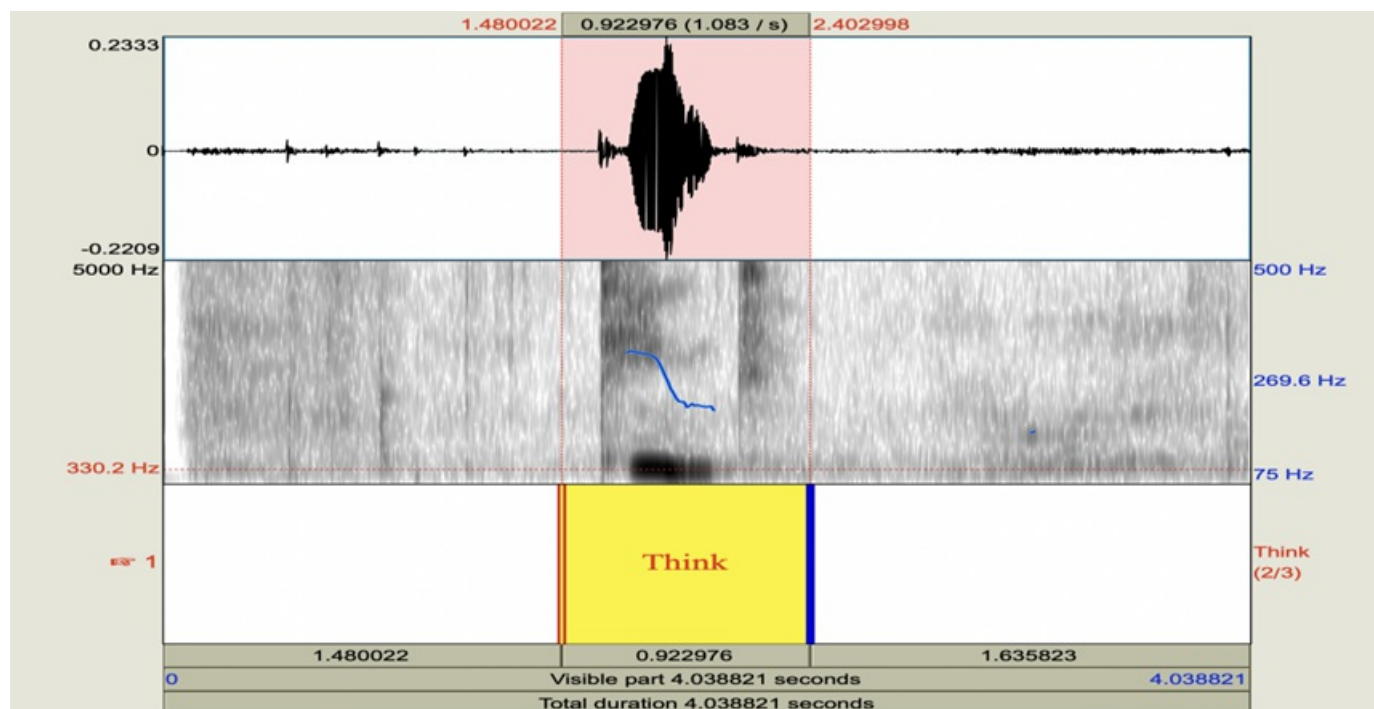 1.480022 0.922976 (1.083 / s) 2.402998
0.2333
0
-0.2209
5000 Hz 500 Hz
269.6 Hz
330.2 Hz 75 Hz
☞ 1 Think Think
(2/3)
1.480022 0.922976 1.635823
0 Visible part 4.038821 seconds 4.038821
Total duration 4.038821 seconds